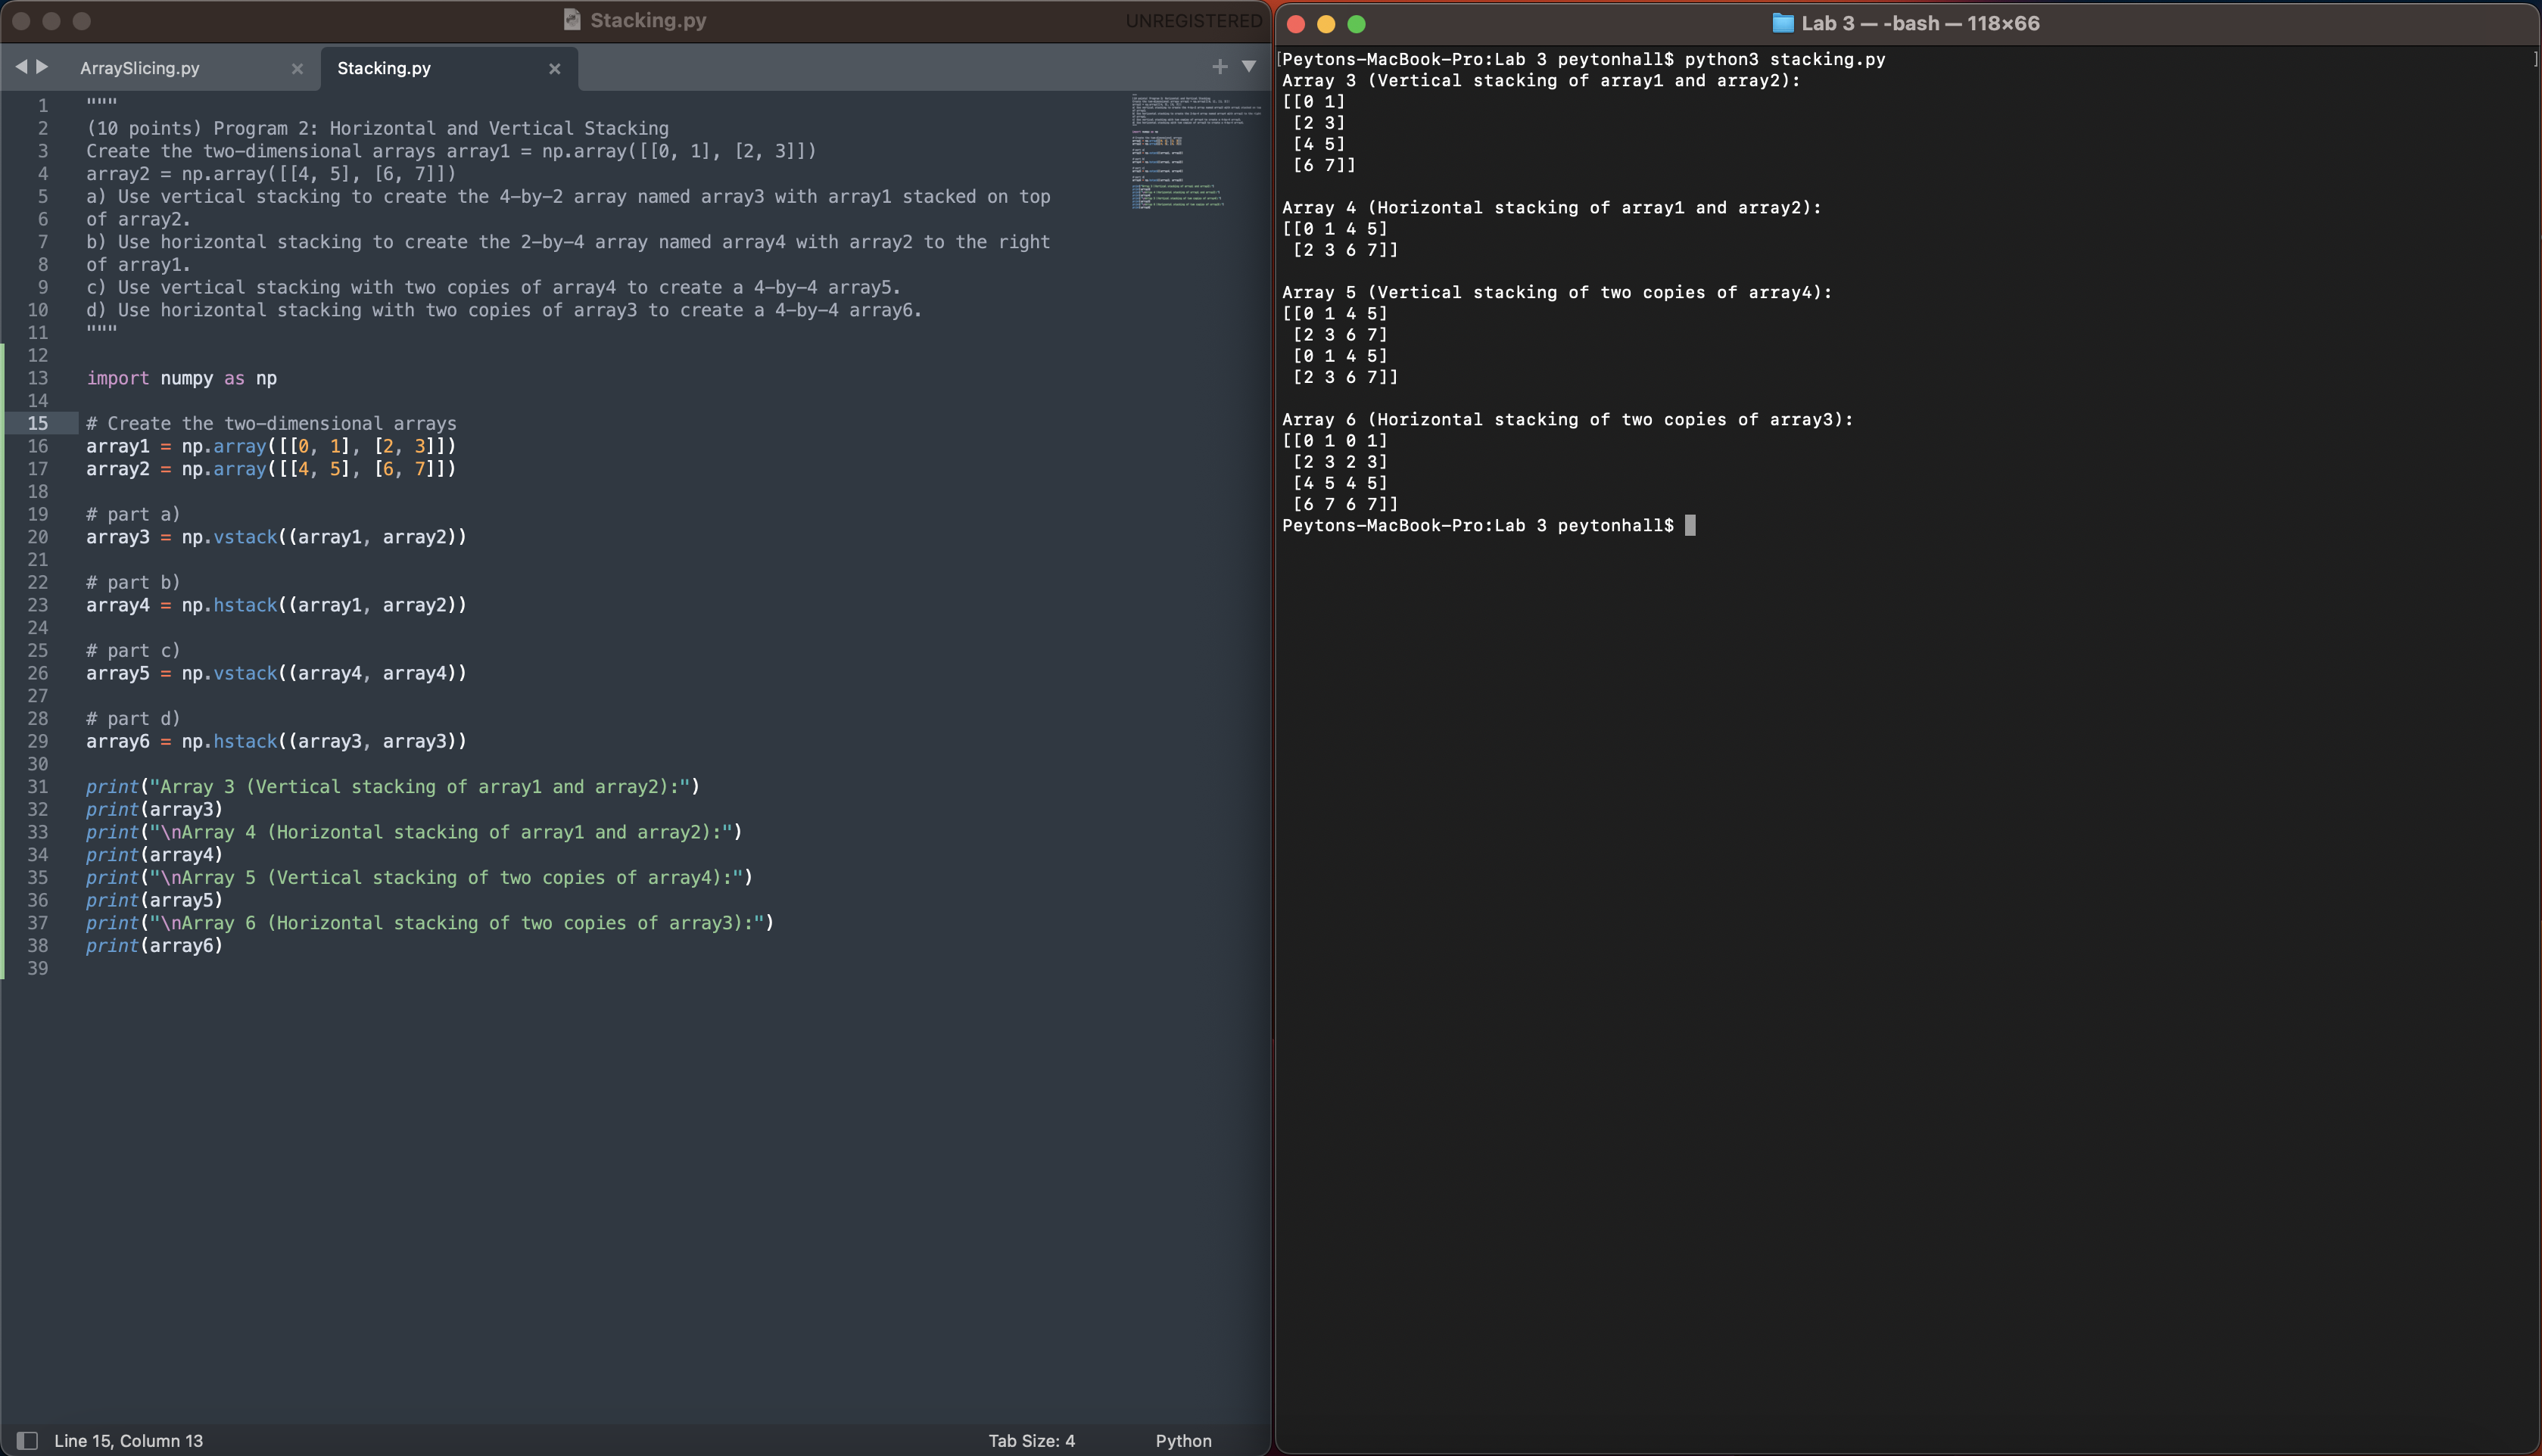 Stacking.py
UNREGISTERED
ArraySlicing.py
Stacking.py
1 """
2 (10 points) Program 2: Horizontal and Vertical Stacking
3 Create the two-dimensional arrays array1 = np.array([[0, 1], [2, 3]])
4 array2 = np.array([[4, 5], [6, 7]])
5 a) Use vertical stacking to create the 4-by-2 array named array3 with array1 stacked on top
6 of array2.
7 b) Use horizontal stacking to create the 2-by-4 array named array4 with array2 to the right
8 of array1.
9 c) Use vertical stacking with two copies of array4 to create a 4-by-4 array5.
10 d) Use horizontal stacking with two copies of array3 to create a 4-by-4 array6.
11 """
12
13 import numpy as np
14
15 # Create the two-dimensional arrays
16 array1 = np.array([[0, 1], [2, 3]])
17 array2 = np.array([[4, 5], [6, 7]])
18
19 # part a)
20 array3 = np.vstack((array1, array2))
21
22 # part b)
23 array4 = np.hstack((array1, array2))
24
25 # part c)
26 array5 = np.vstack((array4, array4))
27
28 # part d)
29 array6 = np.hstack((array3, array3))
30
31 print("Array 3 (Vertical stacking of array1 and array2):")
32 print(array3)
33 print("\nArray 4 (Horizontal stacking of array1 and array2):")
34 print(array4)
35 print("\nArray 5 (Vertical stacking of two copies of array4):")
36 print(array5)
37 print("\nArray 6 (Horizontal stacking of two copies of array3):")
38 print(array6)
39
Line 15, Column 13
Tab Size: 4
Python
Lab 3 — -bash — 118×66
[Peytons-MacBook-Pro:Lab 3 peytonhall$ python3 stacking.py ]
Array 3 (Vertical stacking of array1 and array2):
[[0 1]
 [2 3]
 [4 5]
 [6 7]]
Array 4 (Horizontal stacking of array1 and array2):
[[0 1 4 5]
 [2 3 6 7]]
Array 5 (Vertical stacking of two copies of array4):
[[0 1 4 5]
 [2 3 6 7]
 [0 1 4 5]
 [2 3 6 7]]
Array 6 (Horizontal stacking of two copies of array3):
[[0 1 0 1]
 [2 3 2 3]
 [4 5 4 5]
 [6 7 6 7]]
Peytons-MacBook-Pro:Lab 3 peytonhall$